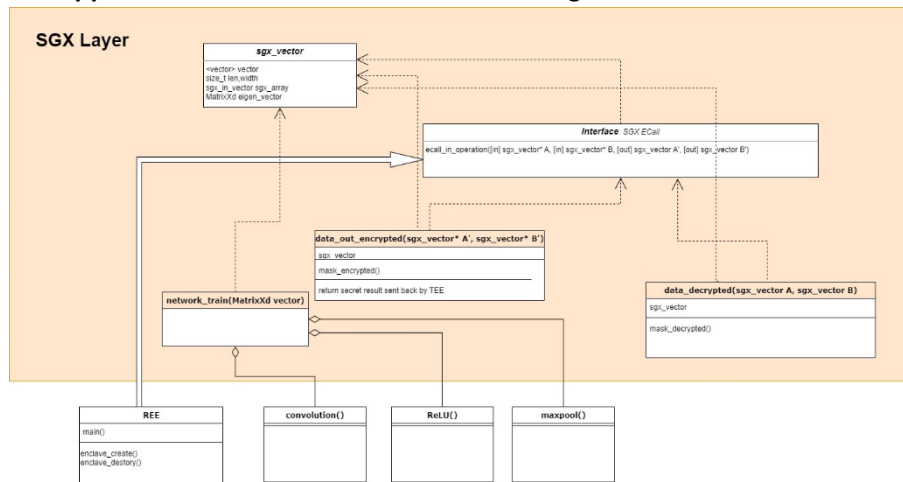 SGX Layer
sgx_vector
<vector> vector
size_t len,width
sgx_in_vector sgx_array
MatrixXd eigen_vector
Interface SGX ECall
ecall_in_operation([in] sgx_vector* A, [in] sgx_vector* B, [out] sgx_vector A', [out] sgx_vector B')
data_out_encrypted(sgx_vector* A', sgx_vector* B')
sgx_vector
mask_encrypted()
return secret result sent back by TEE
network_train(MatrixXd vector)
data_decrypted(sgx_vector A, sgx_vector B)
sgx_vector
mask_decrypted()
REE
main()
enclave_create()
enclave_destory()
convolution()
ReLU()
maxpool()